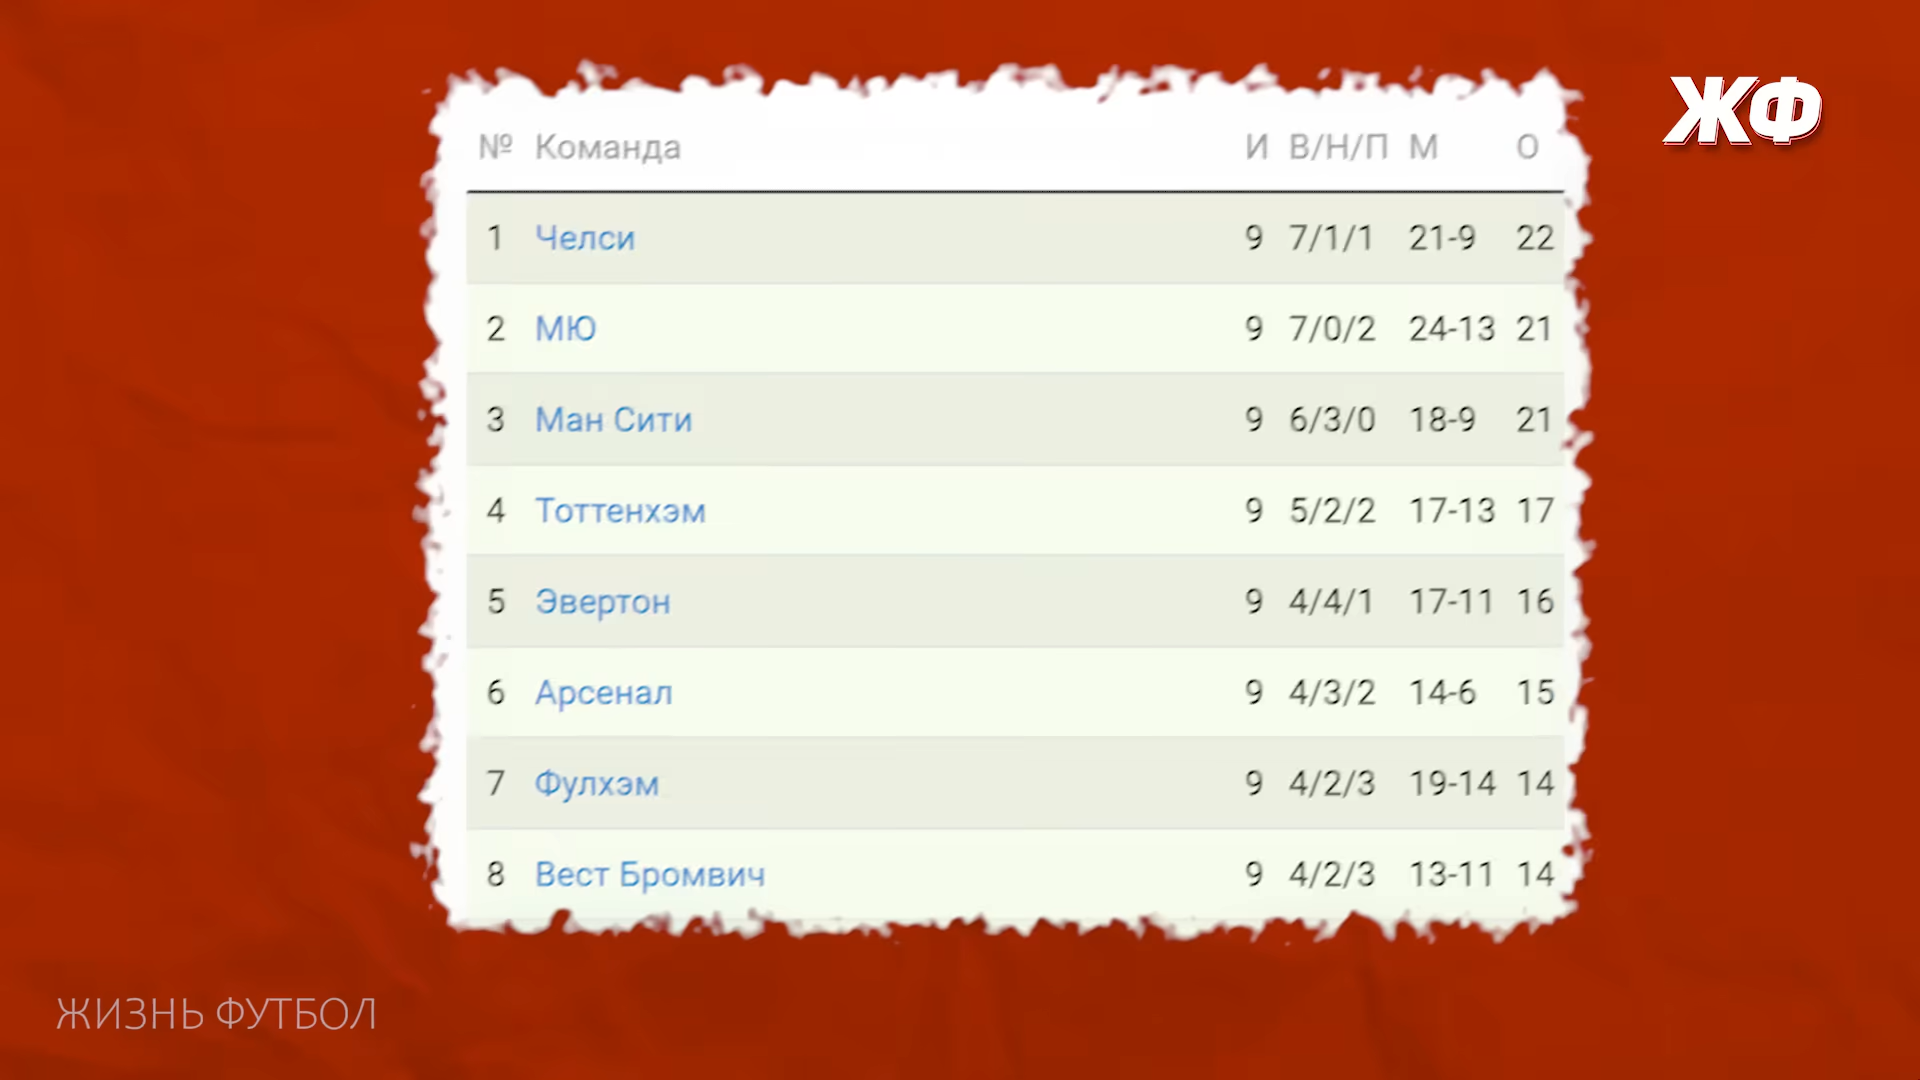 ЖФ
№ Команда И В/Н/П М О
1 Челси 9 7/1/1 21-9 22
2 МЮ 9 7/0/2 24-13 21
3 Ман Сити 9 6/3/0 18-9 21
4 Тоттенхэм 9 5/2/2 17-13 17
5 Эвертон 9 4/4/1 17-11 16
6 Арсенал 9 4/3/2 14-6 15
7 Фулхэм 9 4/2/3 19-14 14
8 Вест Бромвич 9 4/2/3 13-11 14
ЖИЗНЬ ФУТБОЛ